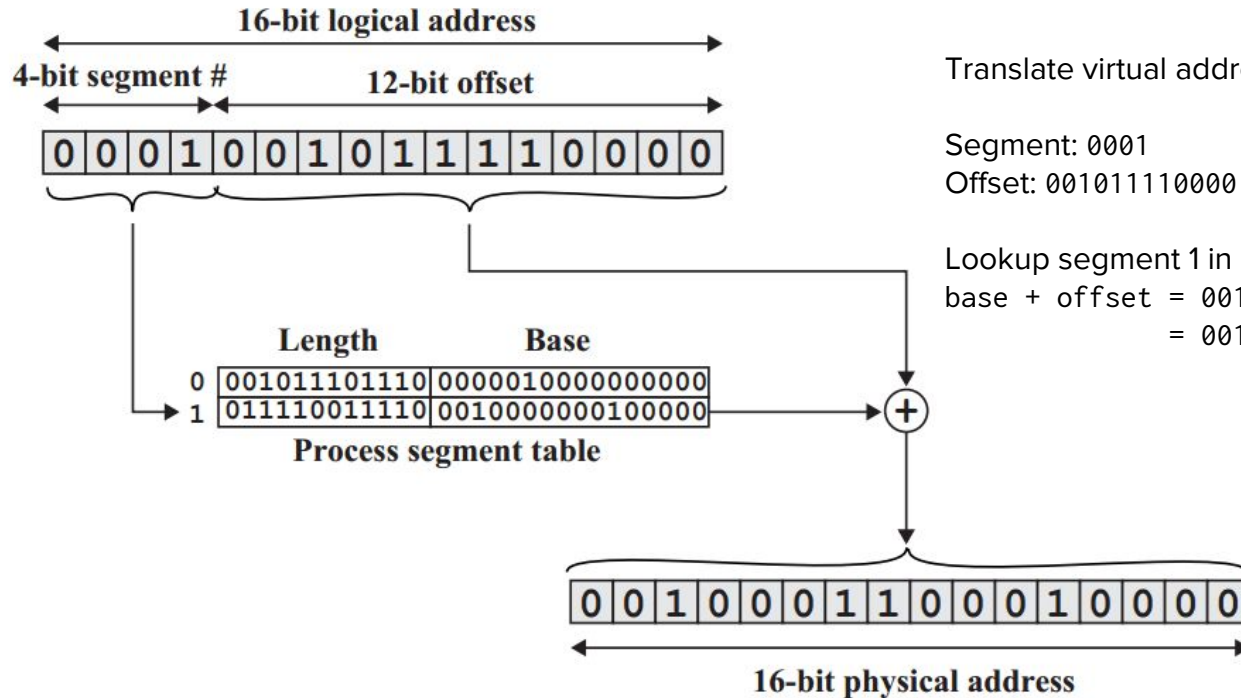 16-bit logical address
4-bit segment #
12-bit offset
0 0 0 1 0 0 1 0 1 1 1 1 0 0 0 0
Length Base
0 001011101110 0000010000000000
1 011110011110 0010000000100000
+
Process segment table
0 0 1 0 0 0 1 1 0 0 0 1 0 0 0 0
16-bit physical address
Translate virtual addre
Segment: 0001
Offset: 001011110000
Lookup segment 1 in
base + offset = 001
= 001